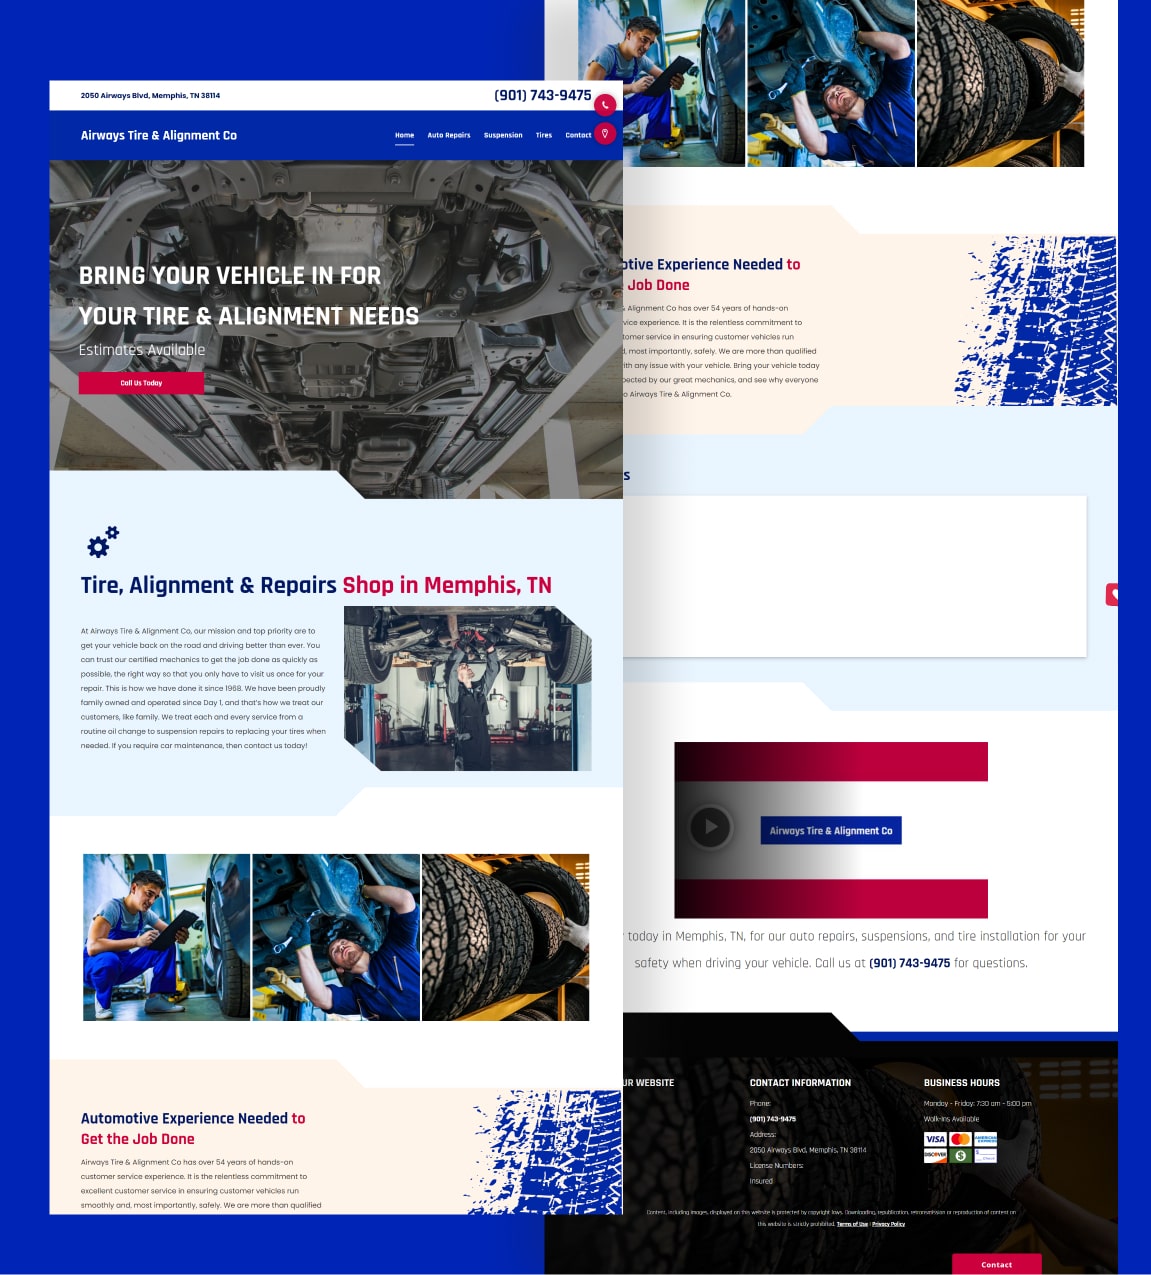 2050 Airways Blvd, Memphis, TN 38114
(901) 743-9475
Airways Tire & Alignment Co
Home
Auto Repairs
Suspension
Tires
Contact
BRING YOUR VEHICLE IN FOR
YOUR TIRE & ALIGNMENT NEEDS
Estimates Available
Call Us Today
Tire, Alignment & Repairs Shop in Memphis, TN
At Airways Tire & Alignment Co, our mission and top priority are to
get your vehicle back on the road and driving better than ever. You
can trust our certified mechanics to get the job done as quickly as
possible, the right way so that you only have to visit us once for your
repair. This is how we have done it since 1968. We have been proudly
family owned and operated since Day 1, and that's how we treat our
customers, like family. We treat each and every service from a
routine oil change to suspension repairs to replacing your tires when
needed. If you require car maintenance, then contact us today!
Automotive Experience Needed to
Get the Job Done
Airways Tire & Alignment Co has over 54 years of hands-on
customer service experience. It is the relentless commitment to
excellent customer service in ensuring customer vehicles run
smoothly and, most importantly, safely. We are more than qualified
otive Experience Needed to
Job Done
& Alignment Co has over 54 years of hands-on
rvice experience. It is the relentless commitment to
tomer service in ensuring customer vehicles run
d, most importantly, safely. We are more than qualified
ith any issue with your vehicle. Bring your vehicle today
pected by our great mechanics, and see why everyone
o Airways Tire & Alignment Co.
s
Airways Tire & Alignment Co
today in Memphis, TN, for our auto repairs, suspensions, and tire installation for your
safety when driving your vehicle. Call us at (901) 743-9475 for questions.
UR WEBSITE
CONTACT INFORMATION
Phone:
(901) 743-9475
Address:
2050 Airways Blvd, Memphis, TN 38114
License Numbers:
Insured
BUSINESS HOURS
Monday - Friday: 7:30 am - 5:00 pm
Walk-ins Available
VISA
MasterCard
AMERICAN EXPRESS
DISCOVER
$
Check
Content, including images, displayed on this website is protected by copyright laws. Downloading, republication, retransmission or reproduction of content on
this website is strictly prohibited. Terms of Use | Privacy Policy
Contact